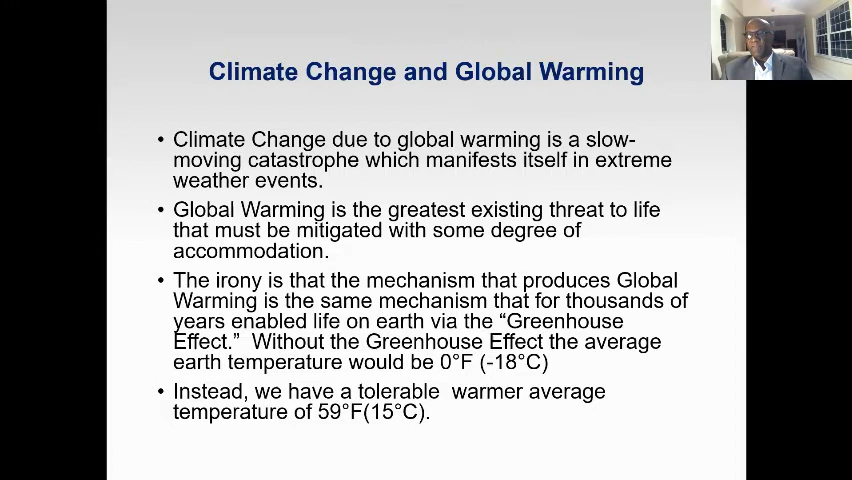 Climate Change and Global Warming
• Climate Change due to global warming is a slow-
moving catastrophe which manifests itself in extreme
weather events.
• Global Warming is the greatest existing threat to life
that must be mitigated with some degree of
accommodation.
• The irony is that the mechanism that produces Global
Warming is the same mechanism that for thousands of
years enabled life on earth via the “Greenhouse
Effect.”  Without the Greenhouse Effect the average
earth temperature would be 0°F (-18°C)
• Instead, we have a tolerable  warmer average
temperature of 59°F(15°C).